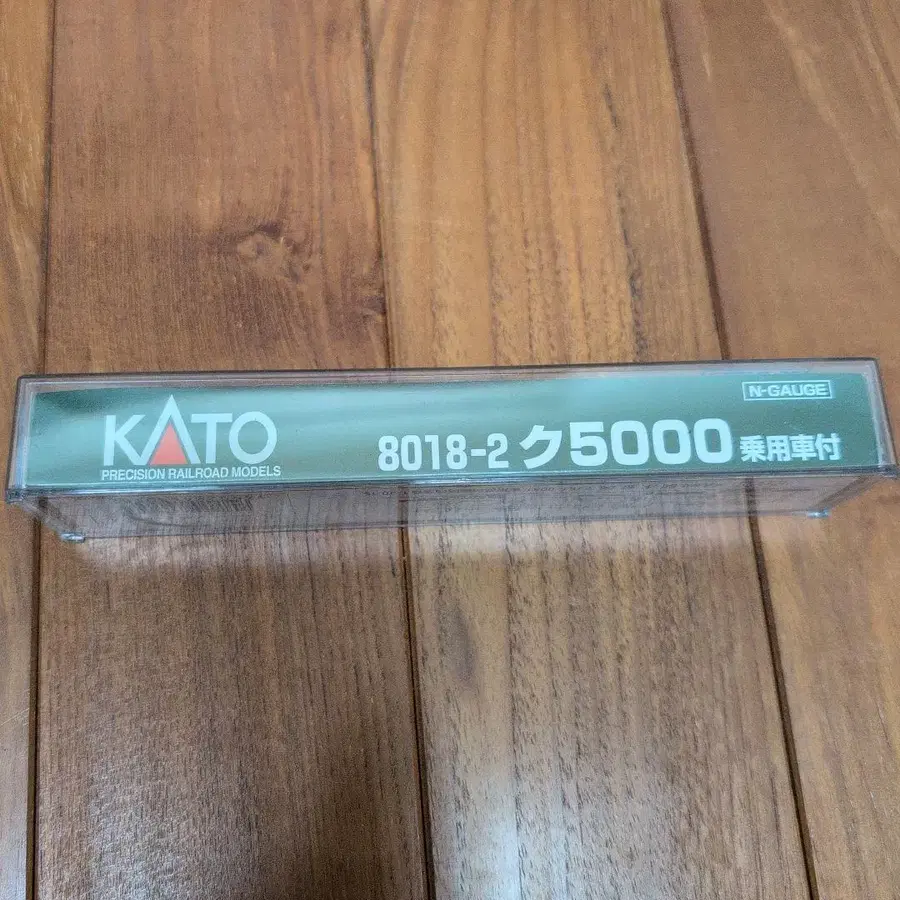 N-GAUGE
KATO
8018-2 ク5000 乗用車付
PRECISION RAILROAD MODELS